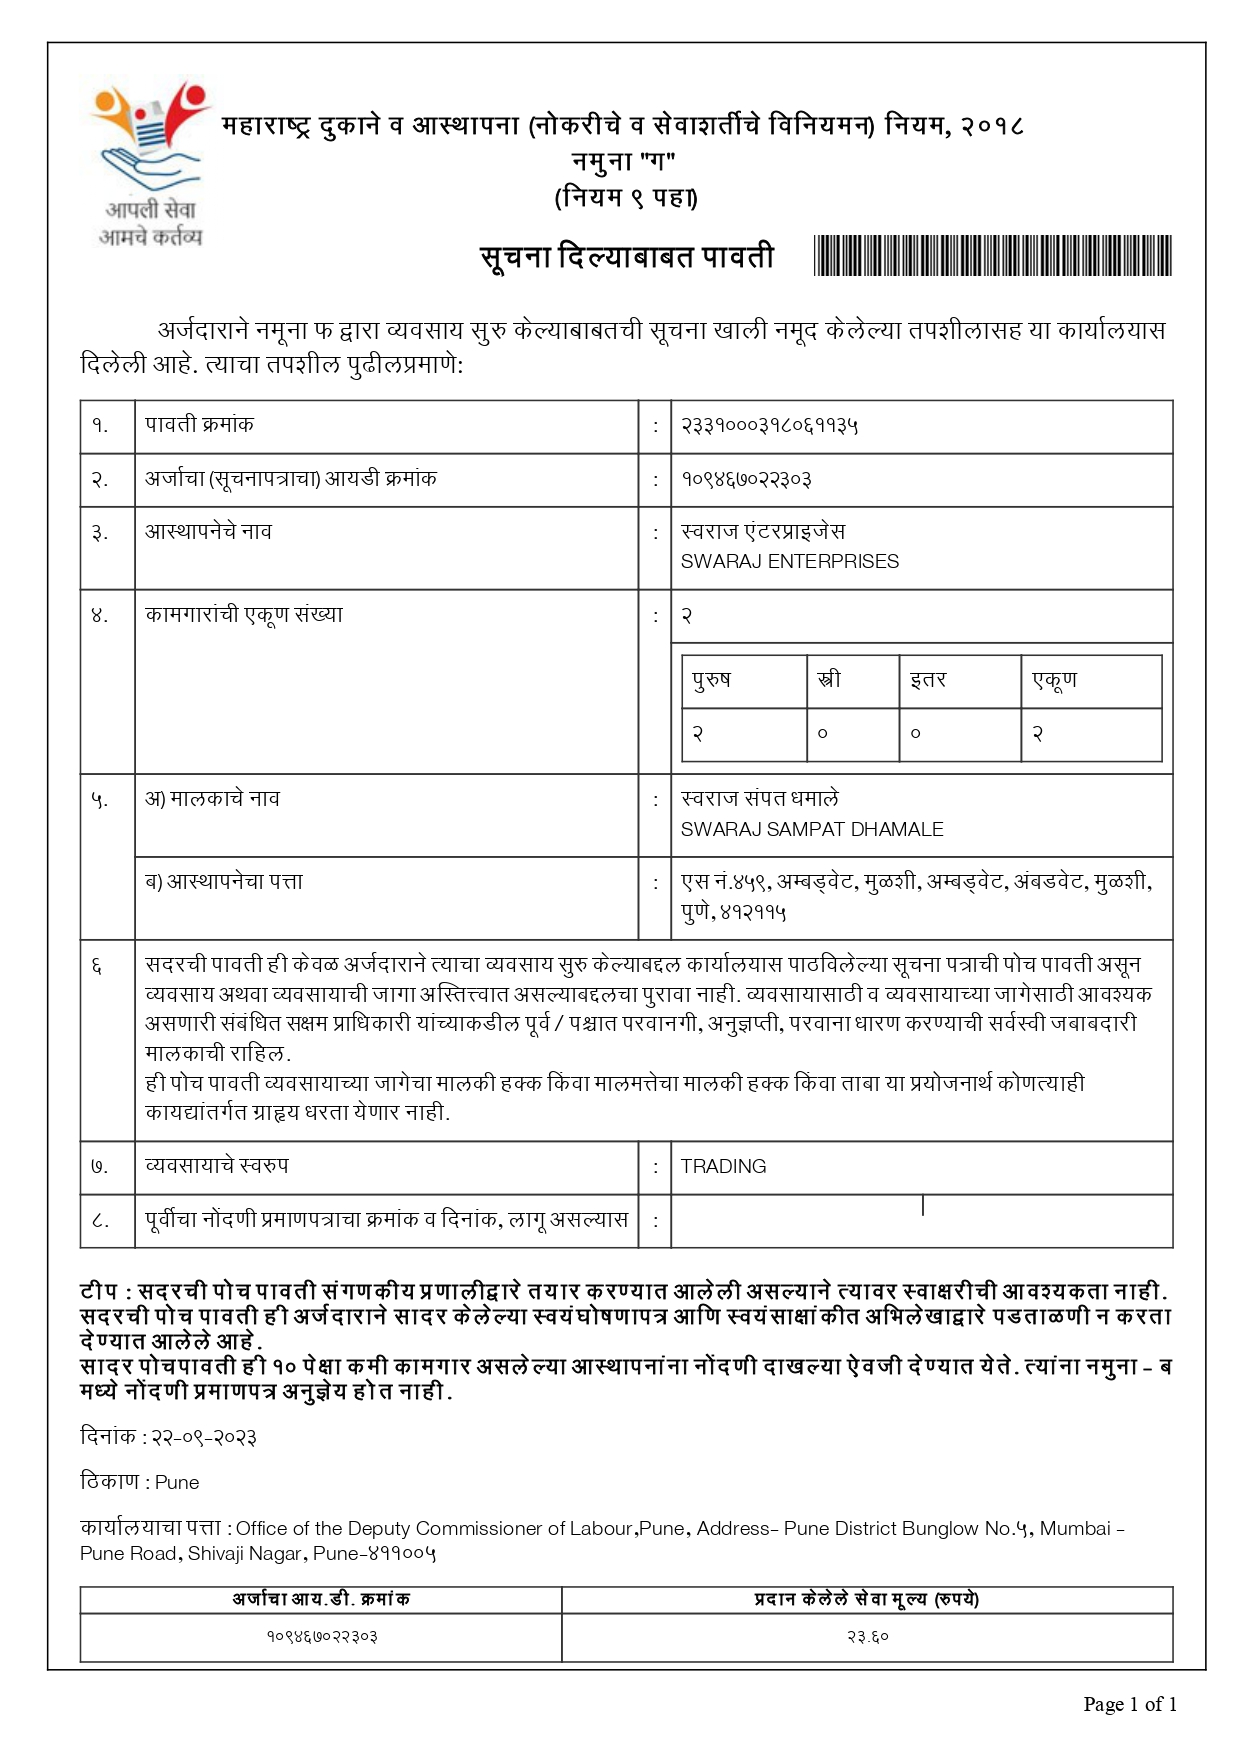 महाराष्ट्र दुकाने व आस्थापना (नोकरीचे व सेवाशर्तीचे विनियमन) नियम, २०१८
नमुना "ग"
(नियम ९ पहा)
आपली सेवा
आमचे कर्तव्य
सूचना दिल्याबाबत पावती
अर्जदाराने नमूना फ द्वारा व्यवसाय सुरु केल्याबाबतची सूचना खाली नमूद केलेल्या तपशीलासह या कार्यालयास
दिलेली आहे. त्याचा तपशील पुढीलप्रमाणे:
१. पावती क्रमांक : २३३१०००३१८०६११३५
२. अर्जाचा (सूचनापत्राचा) आयडी क्रमांक : १०९४६७०२२३०३
३. आस्थापनेचे नाव : स्वराज एंटरप्राइजेस
SWARAJ ENTERPRISES
४. कामगारांची एकूण संख्या : २
पुरुष स्त्री इतर एकूण
२ ० ० २
५. अ) मालकाचे नाव : स्वराज संपत धमाले
SWARAJ SAMPAT DHAMALE
ब) आस्थापनेचा पत्ता : एस नं.४५९, अम्बड्वेट, मुळशी, अम्बड्वेट, अंबडवेट, मुळशी,
पुणे, ४१२११५
६ सदरची पावती ही केवळ अर्जदाराने त्याचा व्यवसाय सुरु केल्याबद्दल कार्यालयास पाठविलेल्या सूचना पत्राची पोच पावती असून
व्यवसाय अथवा व्यवसायाची जागा अस्तित्त्वात असल्याबद्दलचा पुरावा नाही. व्यवसायासाठी व व्यवसायाच्या जागेसाठी आवश्यक
असणारी संबंधित सक्षम प्राधिकारी यांच्याकडील पूर्व / पश्चात परवानगी, अनुज्ञप्ती, परवाना धारण करण्याची सर्वस्वी जबाबदारी
मालकाची राहिल.
ही पोच पावती व्यवसायाच्या जागेचा मालकी हक्क किंवा मालमत्तेचा मालकी हक्क किंवा ताबा या प्रयोजनार्थ कोणत्याही
कायद्यांतर्गत ग्राहृय धरता येणार नाही.
७. व्यवसायाचे स्वरुप : TRADING
८. पूर्वीचा नोंदणी प्रमाणपत्राचा क्रमांक व दिनांक, लागू असल्यास :
टीप : सदरची पोच पावती संगणकीय प्रणालीद्वारे तयार करण्यात आलेली असल्याने त्यावर स्वाक्षरीची आवश्यकता नाही.
सदरची पोच पावती ही अर्जदाराने सादर केलेल्या स्वयंघोषणापत्र आणि स्वयंसाक्षांकीत अभिलेखाद्वारे पडताळणी न करता
देण्यात आलेले आहे.
सादर पोचपावती ही १० पेक्षा कमी कामगार असलेल्या आस्थापनांना नोंदणी दाखल्या ऐवजी देण्यात येते. त्यांना नमुना - ब
मध्ये नोंदणी प्रमाणपत्र अनुज्ञेय होत नाही.
दिनांक : २२-०९-२०२३
ठिकाण : Pune
कार्यालयाचा पत्ता : Office of the Deputy Commissioner of Labour,Pune, Address- Pune District Bunglow No.५, Mumbai -
Pune Road, Shivaji Nagar, Pune-४११००५
अर्जाचा आय.डी. क्रमांक प्रदान केलेले सेवा मूल्य (रुपये)
१०९४६७०२२३०३ २३.६०
Page 1 of 1